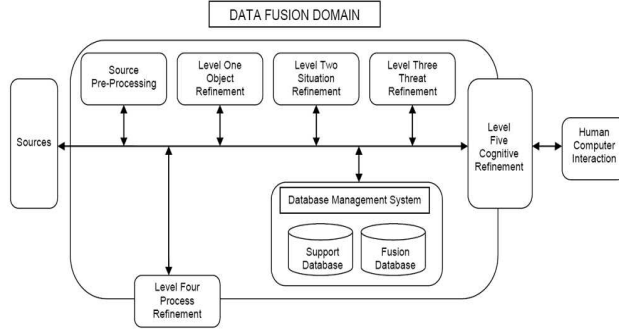 DATA FUSION DOMAIN
Source
Pre-Processing
Level One
Object
Refinement
Level Two
Situation
Refinement
Level Three
Threat
Refinement
Sources
Level
Five
Cognitive
Refinement
Human
Computer
Interaction
Database Management System
Support
Database
Fusion
Database
Level Four
Process
Refinement